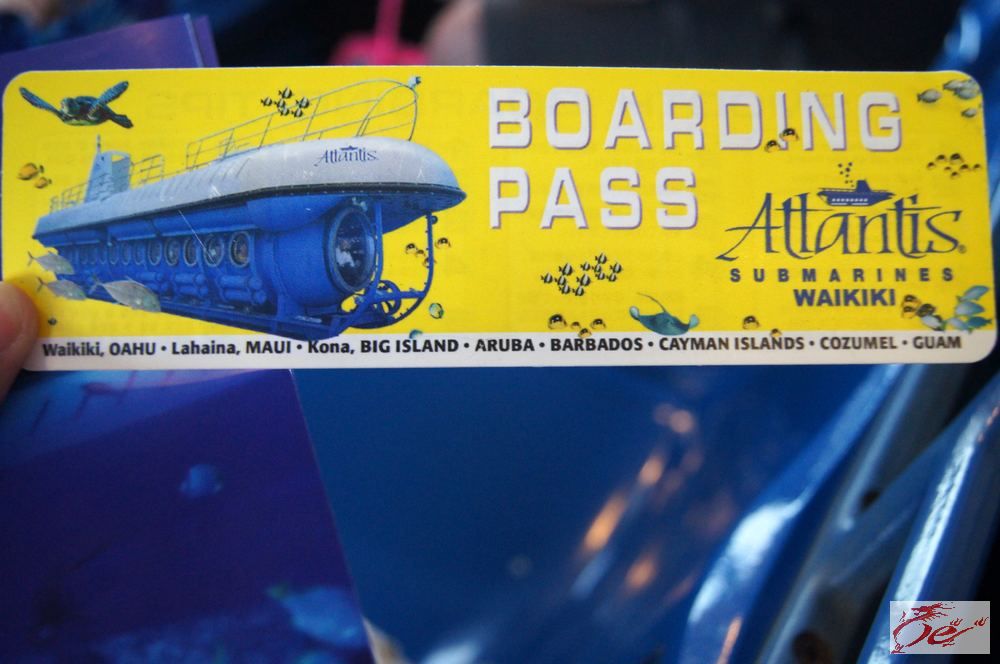 BOARDING
PASS
Atlantis
Atlantis®
SUBMARINES
WAIKIKI
Waikiki, OAHU • Lahaina, MAUI • Kona, BIG ISLAND • ARUBA • BARBADOS • CAYMAN ISLANDS • COZUMEL • GUAM